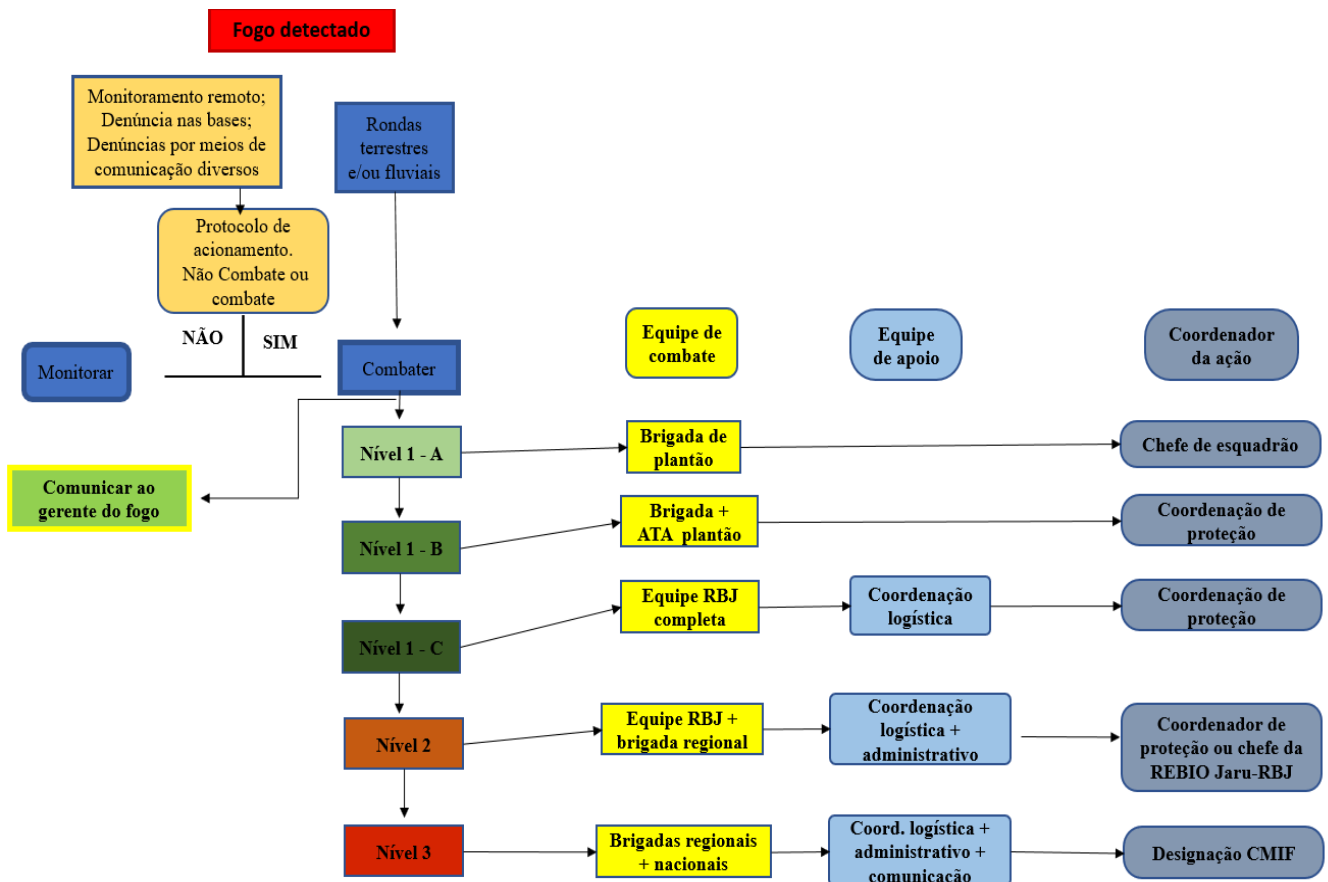 Fogo detectado
Monitoramento remoto;
Denúncia nas bases;
Denúncias por meios de
comunicação diversos
Rondas
terrestres
e/ou fluviais
Protocolo de
acionamento.
Não Combate ou
combate
NÃO
SIM
Monitorar
Combater
Equipe de
combate
Equipe
de apoio
Coordenador
da ação
Comunicar ao
gerente do fogo
Nível 1 - A
Brigada de
plantão
Chefe de esquadrão
Nível 1 - B
Brigada +
ATA plantão
Coordenação de
proteção
Nível 1 - C
Equipe RBJ
completa
Coordenação
logística
Coordenação de
proteção
Nível 2
Equipe RBJ +
brigada regional
Coordenação
logística +
administrativo
Coordenador de
proteção ou chefe da
REBIO Jaru-RBJ
Nível 3
Brigadas regionais
+ nacionais
Coord. logística +
administrativo +
comunicação
Designação CMIF